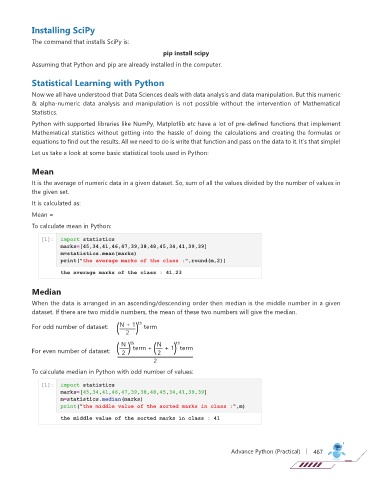 Installing SciPy
The command that installs SciPy is:
pip install scipy
Assuming that Python and pip are already installed in the computer.
Statistical Learning with Python
Now we all have understood that Data Sciences deals with data analysis and data manipulation. But this numeric
& alpha-numeric data analysis and manipulation is not possible without the intervention of Mathematical
Statistics.
Python with supported libraries like NumPy, Matplotlib etc have a lot of pre-defined functions that implement
Mathematical statistics without getting into the hassle of doing the calculations and creating the formulas or
equations to find out the results. All we need to do is write that function and pass on the data to it. It's that simple!
Let us take a look at some basic statistical tools used in Python:
Mean
It is the average of numeric data in a given dataset. So, sum of all the values divided by the number of values in
the given set.
It is calculated as:
Mean =
To calculate mean in Python:
[1]: import statistics
marks=[45,34,41,46,47,39,38,48,45,34,41,39,39]
m=statistics.mean(marks)
print("the average marks of the class :",round(m,2))
the average marks of the class : 41.23
Median
When the data is arranged in an ascending/descending order then median is the middle number in a given
dataset. If there are two middle numbers, the mean of these two numbers will give the median.
For odd number of dataset: (N + 1 / 2)th term
For even number of dataset: (N / 2)th term + (N / 2 + 1)th term / 2
To calculate median in Python with odd number of values:
[1]: import statistics
marks=[45,34,41,46,47,39,38,48,45,34,41,39,39]
m=statistics.median(marks)
print("the middle value of the sorted marks in class :",m)
the middle value of the sorted marks in class : 41
Advance Python (Practical) | 467